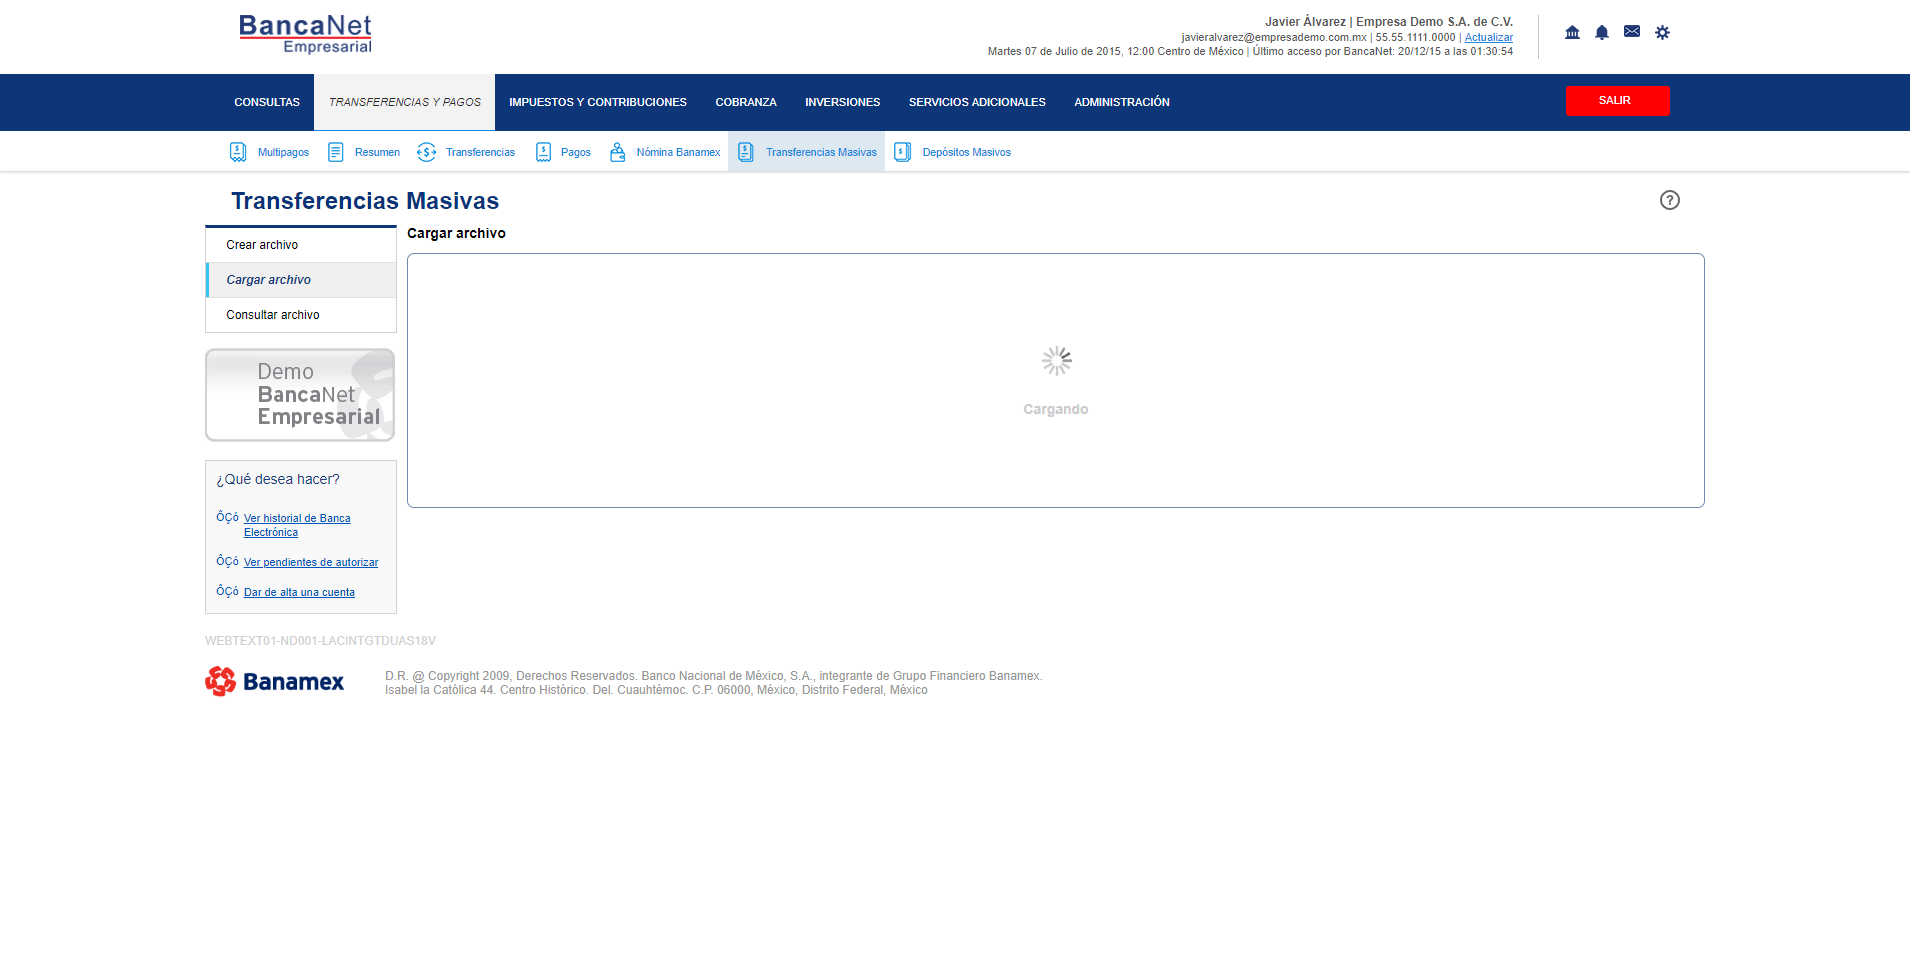 BancaNet
Empresarial
Javier Álvarez | Empresa Demo S.A. de C.V.
javieralvarez@empresademo.com.mx | 55.55.1111.0000 | Actualizar
Martes 07 de Julio de 2015, 12:00 Centro de México | Último acceso por BancaNet: 20/12/15 a las 01:30:54
CONSULTAS TRANSFERENCIAS Y PAGOS IMPUESTOS Y CONTRIBUCIONES COBRANZA INVERSIONES SERVICIOS ADICIONALES ADMINISTRACIÓN SALIR
Multipagos Resumen Transferencias Pagos Nómina Banamex Transferencias Masivas Depósitos Masivos
Transferencias Masivas
?
Crear archivo
Cargar archivo
Consultar archivo
Cargar archivo
Cargando
Demo
BancaNet
Empresarial
¿Qué desea hacer?
ÔÇó Ver historial de Banca
Electrónica
ÔÇó Ver pendientes de autorizar
ÔÇó Dar de alta una cuenta
WEBTEXT01-ND001-LACINTGTDUAS18V
Banamex
D.R. @ Copyright 2009, Derechos Reservados. Banco Nacional de México, S.A., integrante de Grupo Financiero Banamex.
Isabel la Católica 44. Centro Histórico. Del. Cuauhtémoc. C.P. 06000, México, Distrito Federal, México